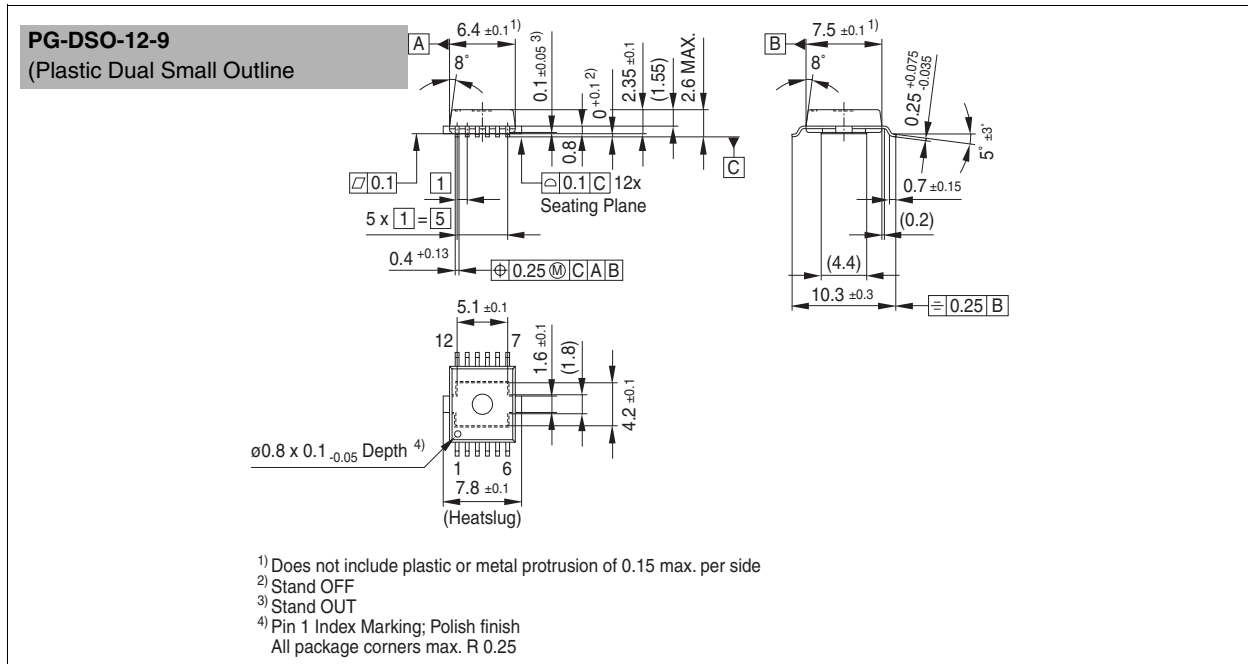 PG-DSO-12-9
(Plastic Dual Small Outline
A
6.4 ±0.1 1)
8°
0.1 ±0.05 3)
0 +0.1 2)
2.35 ±0.1
(1.55)
2.6 MAX.
0.8
C
⏥ 0.1
1
⌓ 0.1 C 12x
Seating Plane
5 x 1 = 5
0.4 +0.13
⌖ 0.25 Ⓜ C A B
B
7.5 ±0.1 1)
8°
0.25 +0.075 -0.035
5° ±3°
0.7 ±0.15
(0.2)
(4.4)
10.3 ±0.3
⌯ 0.25 B
5.1 ±0.1
12
7
1.6 ±0.1
(1.8)
4.2 ±0.1
ø0.8 x 0.1 -0.05 Depth 4)
1
6
7.8 ±0.1
(Heatslug)
1) Does not include plastic or metal protrusion of 0.15 max. per side
2) Stand OFF
3) Stand OUT
4) Pin 1 Index Marking; Polish finish
All package corners max. R 0.25